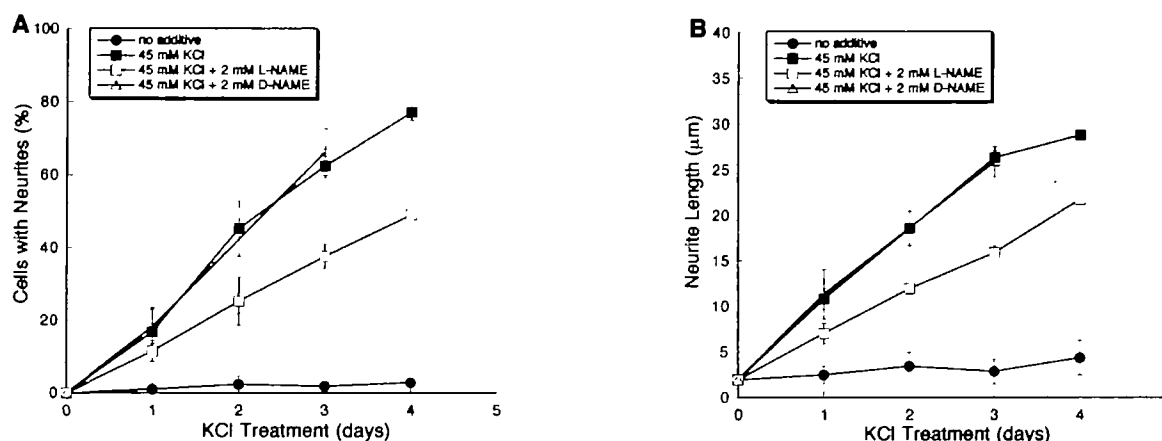 A
no additive
45 mM KCl
45 mM KCl + 2 mM L-NAME
45 mM KCl + 2 mM D-NAME
Cells with Neurites (%)
100
80
60
40
20
0
0 1 2 3 4 5
KCl Treatment (days)
B
no additive
45 mM KCl
45 mM KCl + 2 mM L-NAME
45 mM KCl + 2 mM D-NAME
Neurite Length (µm)
40
35
30
25
20
15
10
5
0
0 1 2 3 4
KCl Treatment (days)